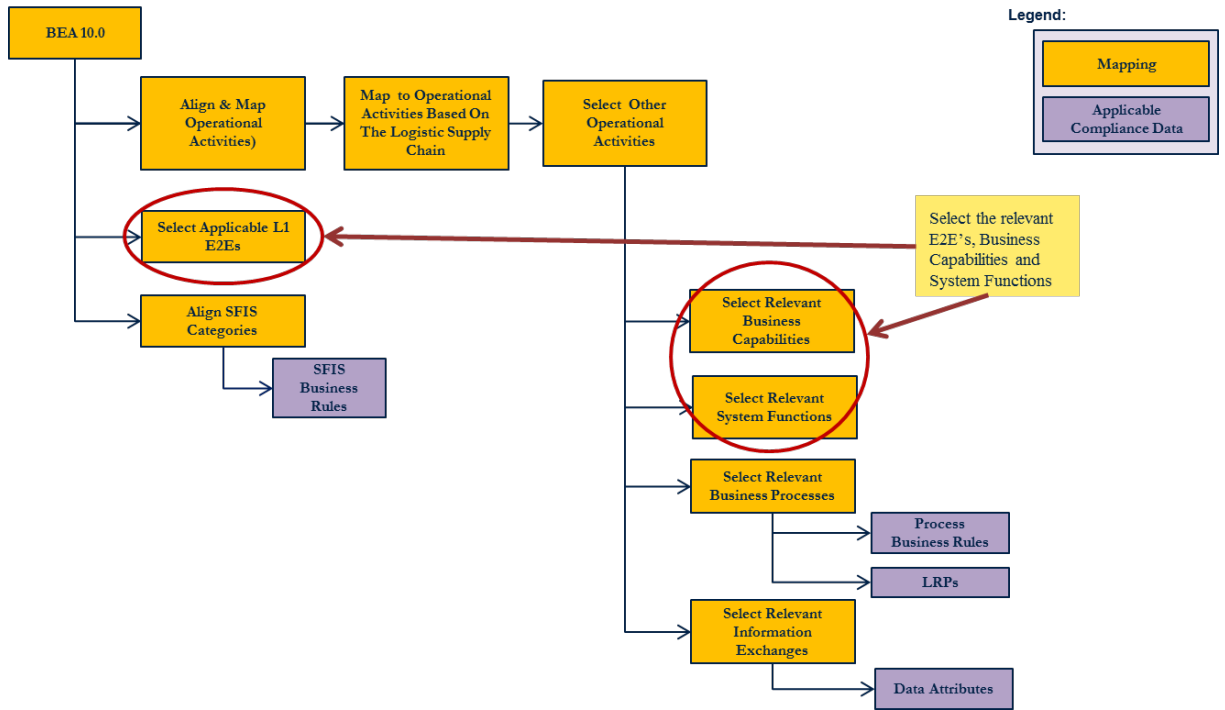 BEA 10.0
Legend:
Mapping
Applicable
Compliance Data
Align & Map
Operational
Activities)
Map to Operational
Activities Based On
The Logistic Supply
Chain
Select Other
Operational
Activities
Select Applicable L1
E2Es
Select the relevant
E2E's, Business
Capabilities and
System Functions
Align SFIS
Categories
SFIS
Business
Rules
Select Relevant
Business
Capabilities
Select Relevant
System Functions
Select Relevant
Business Processes
Process
Business Rules
LRPs
Select Relevant
Information
Exchanges
Data Attributes